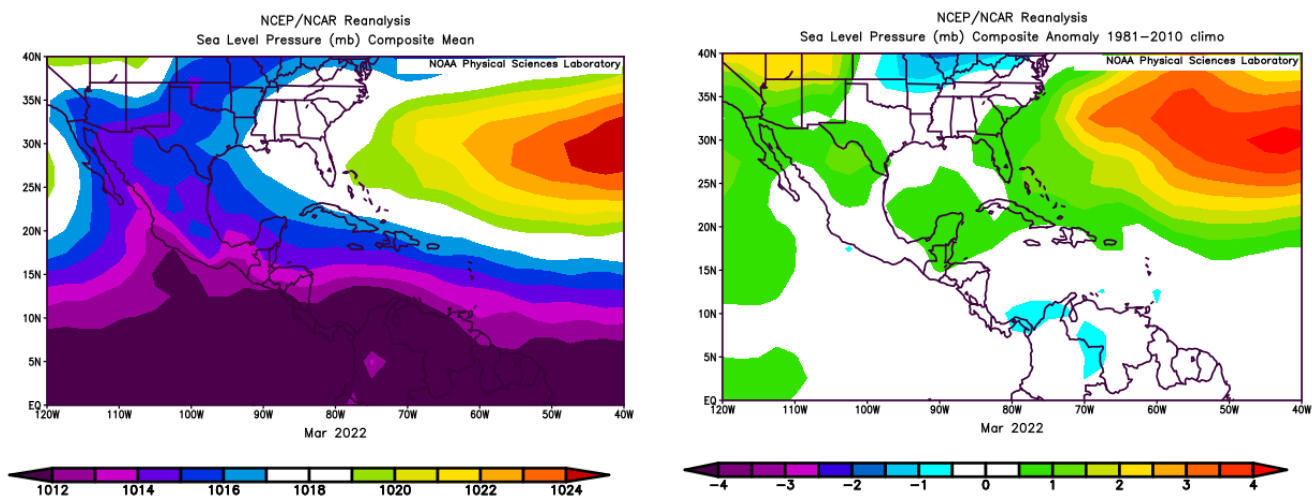 NCEP/NCAR Reanalysis
Sea Level Pressure (mb) Composite Mean
NOAA Physical Sciences Laboratory
40N
35N
30N
25N
20N
15N
10N
5N
EQ
120W 110W 100W 90W 80W 70W 60W 50W 40W
Mar 2022
1012 1014 1016 1018 1020 1022 1024
NCEP/NCAR Reanalysis
Sea Level Pressure (mb) Composite Anomaly 1981-2010 climo
NOAA Physical Sciences Laboratory
40N
35N
30N
25N
20N
15N
10N
5N
EQ
120W 110W 100W 90W 80W 70W 60W 50W 40W
Mar 2022
-4 -3 -2 -1 0 1 2 3 4